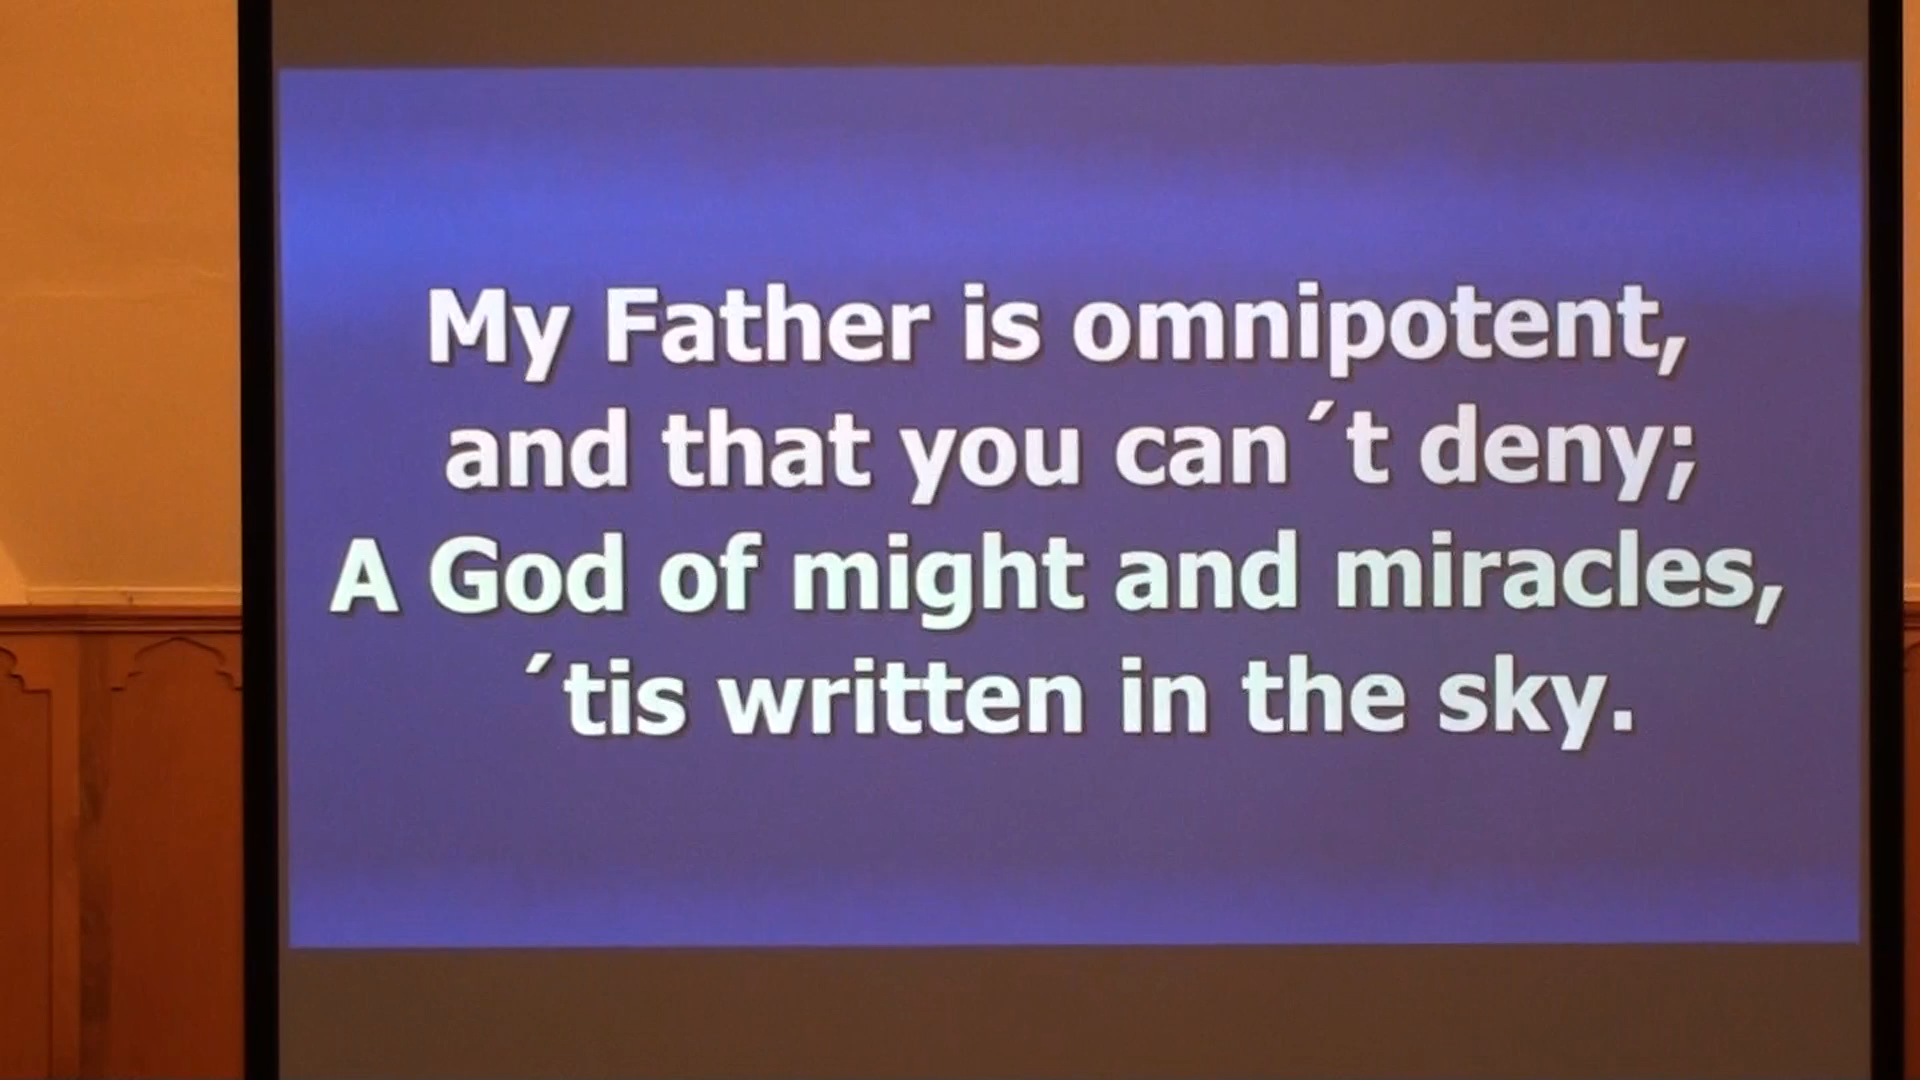 My Father is omnipotent,
and that you can´t deny;
A God of might and miracles,
´tis written in the sky.